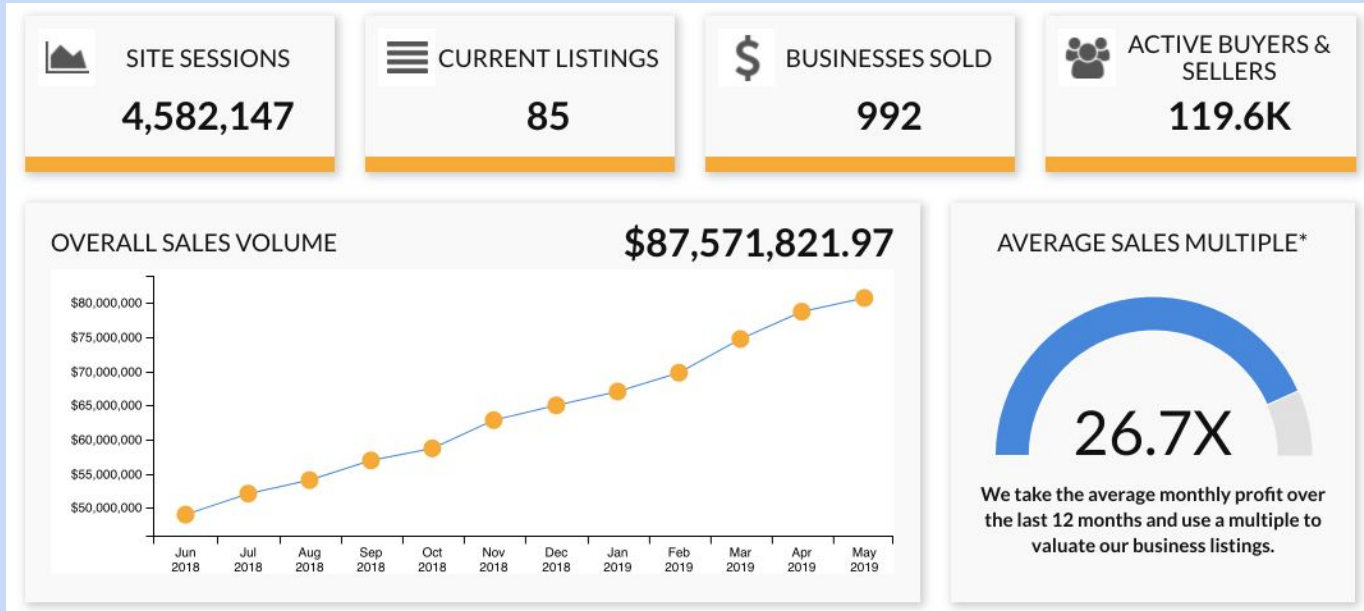 SITE SESSIONS
4,582,147
CURRENT LISTINGS
85
BUSINESSES SOLD
992
ACTIVE BUYERS &
SELLERS
119.6K
OVERALL SALES VOLUME
$87,571,821.97
$80,000,000
$75,000,000
$70,000,000
$65,000,000
$60,000,000
$55,000,000
$50,000,000
Jun Jul Aug Sep Oct Nov Dec Jan Feb Mar Apr May
2018 2018 2018 2018 2018 2018 2018 2019 2019 2019 2019 2019
AVERAGE SALES MULTIPLE*
26.7X
We take the average monthly profit over
the last 12 months and use a multiple to
valuate our business listings.